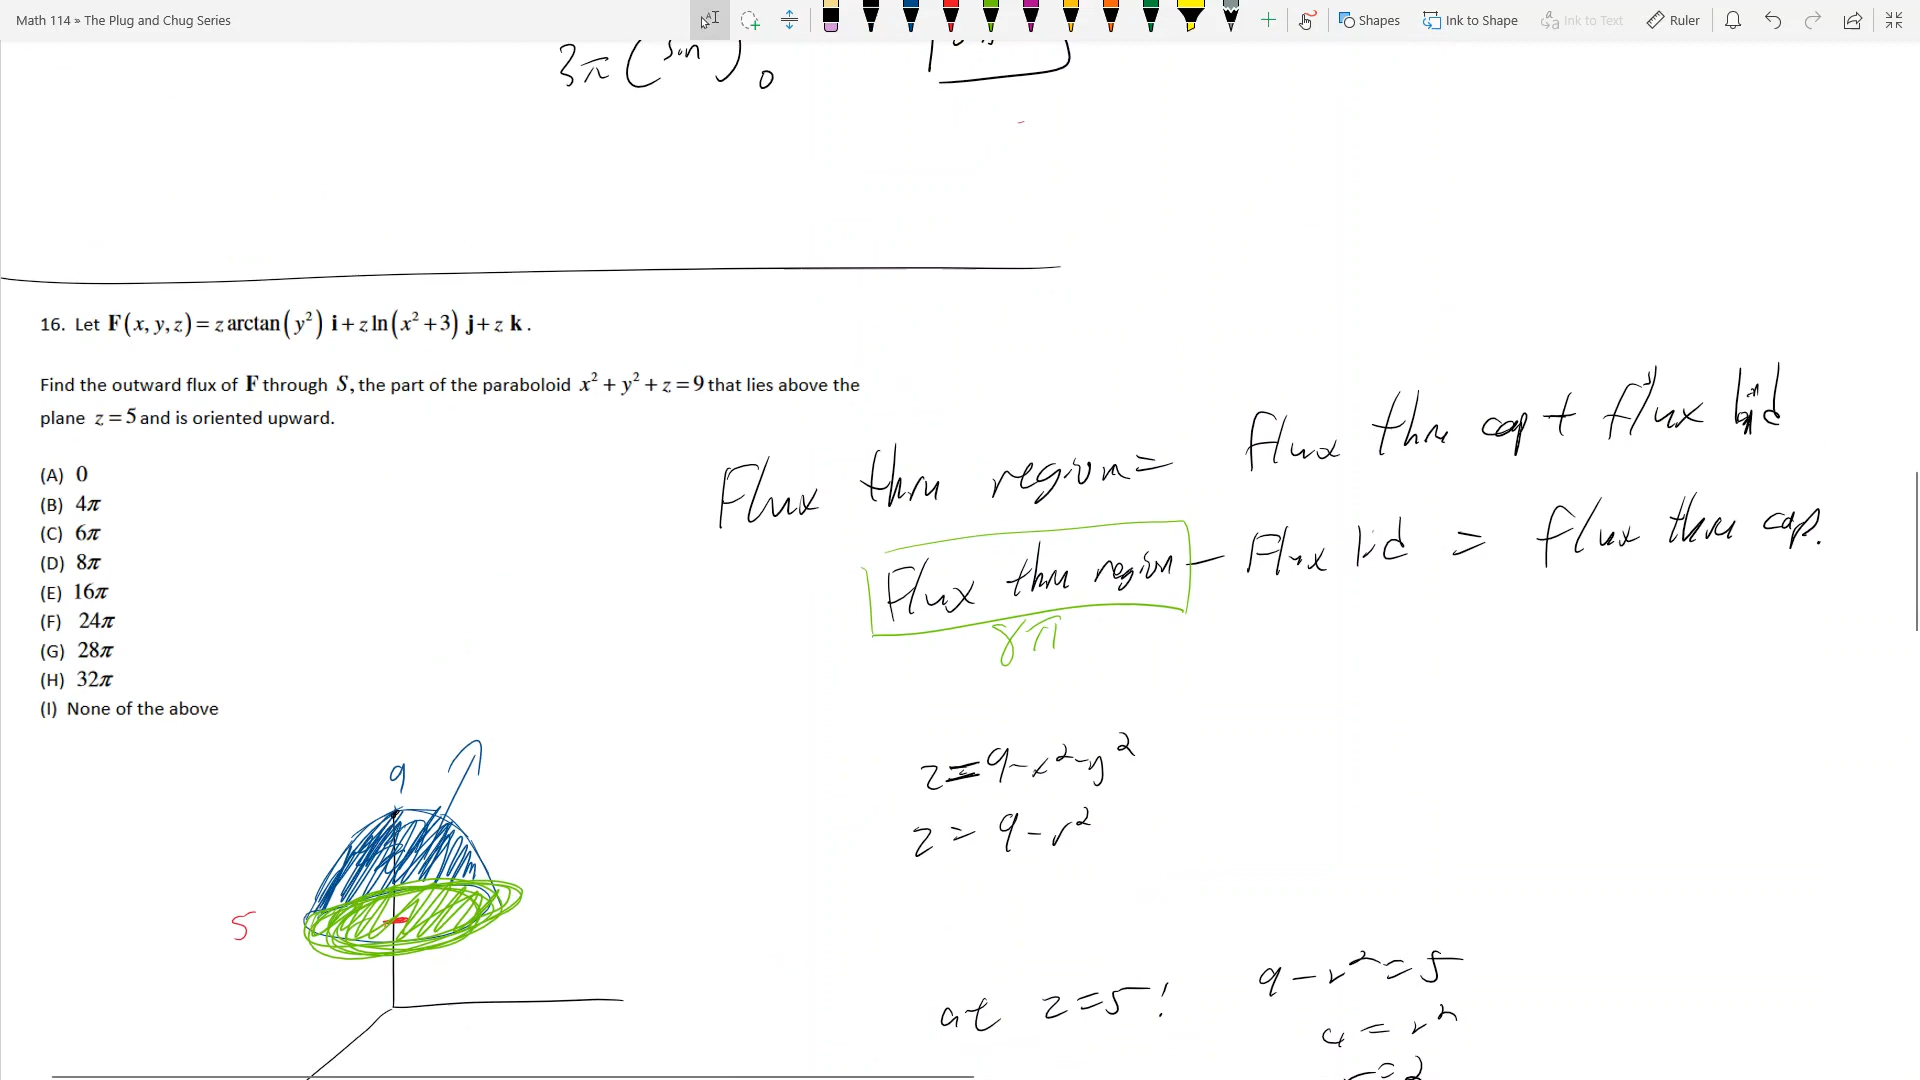 Math 114 » The Plug and Chug Series
Shapes
Ink to Shape
Ink to Text
Ruler
3π ( sin ) 0
16. Let F(x, y, z) = z arctan(y²) i + z ln(x² + 3) j + z k.
Find the outward flux of F through S, the part of the paraboloid x² + y² + z = 9 that lies above the
plane z = 5 and is oriented upward.
(A) 0
(B) 4π
(C) 6π
(D) 8π
(E) 16π
(F) 24π
(G) 28π
(H) 32π
(I) None of the above
Flux thru region = flux thru cap + flux lid
Flux thru region − Flux lid = flux thru cap.
8π
z = 9 − x² − y²
z = 9 − r²
9
5
at z = 5!
9 − r² = 5
4 = r²
r = 2